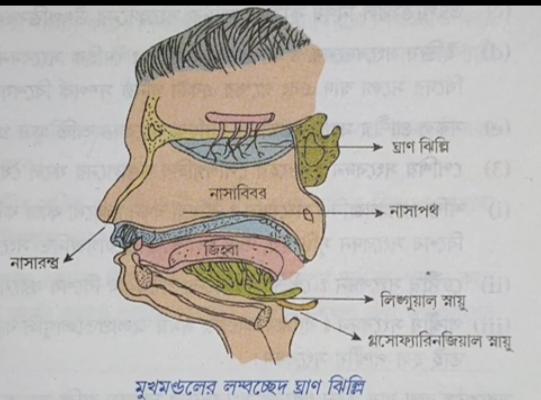 ঘ্রাণ ঝিল্লি
নাসাবিবর
নাসাপথ
জিহ্বা
নাসারন্ধ্র
লিঙ্গুয়াল স্নায়ু
গ্লসোফ্যারিনজিয়াল স্নায়ু
মুখমণ্ডলের লম্বচ্ছেদ ঘ্রাণ ঝিল্লি